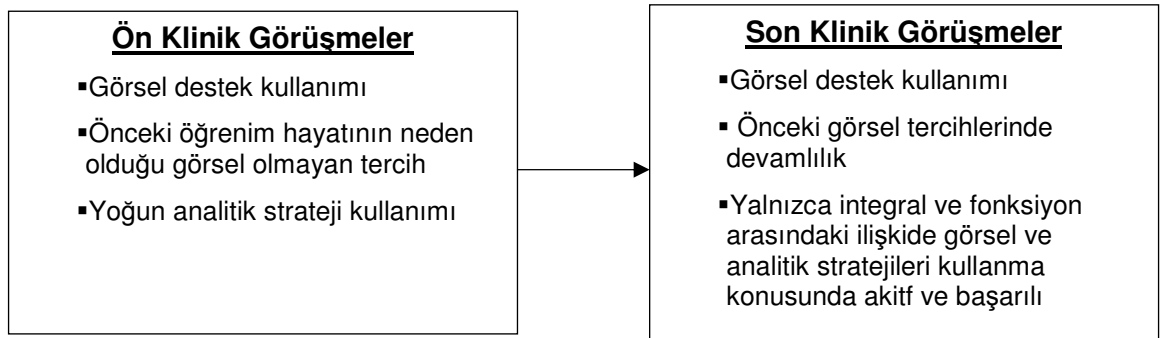 Ön Klinik Görüşmeler
▪Görsel destek kullanımı
▪Önceki öğrenim hayatının neden
olduğu görsel olmayan tercih
▪Yoğun analitik strateji kullanımı
Son Klinik Görüşmeler
▪Görsel destek kullanımı
▪ Önceki görsel tercihlerinde
devamlılık
▪Yalnızca integral ve fonksiyon
arasındaki ilişkide görsel ve
analitik stratejileri kullanma
konusunda akitf ve başarılı